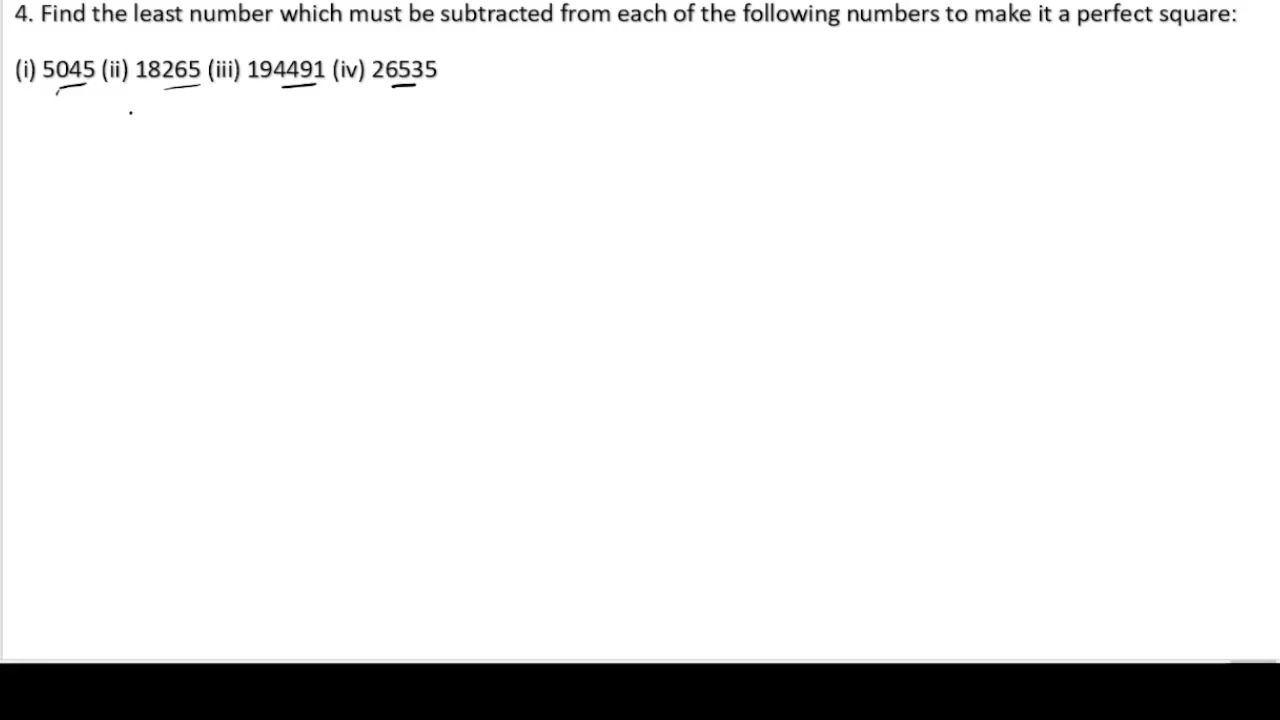 4. Find the least number which must be subtracted from each of the following numbers to make it a perfect square:
(i) 5045 (ii) 18265 (iii) 194491 (iv) 26535